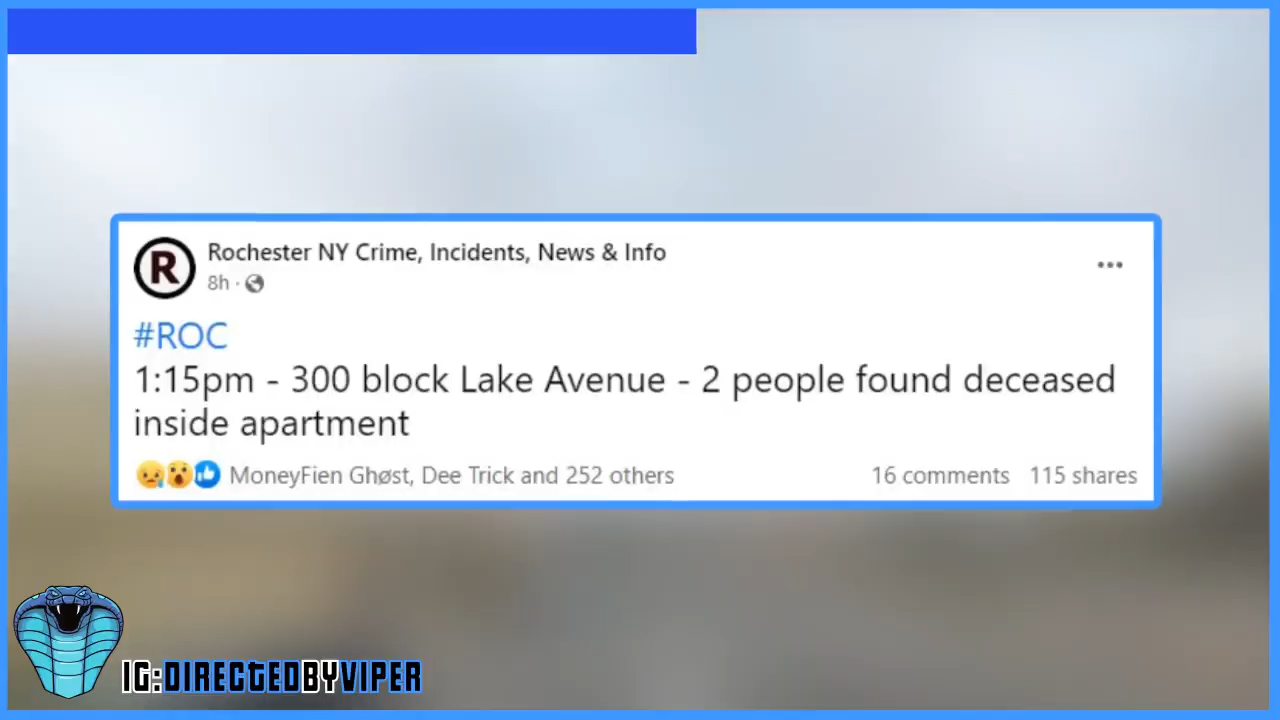 R
Rochester NY Crime, Incidents, News & Info
8h ·
#ROC
1:15pm - 300 block Lake Avenue - 2 people found deceased
inside apartment
MoneyFien Ghøst, Dee Trick and 252 others
16 comments 115 shares
IG:DIRECTEDBYVIPER